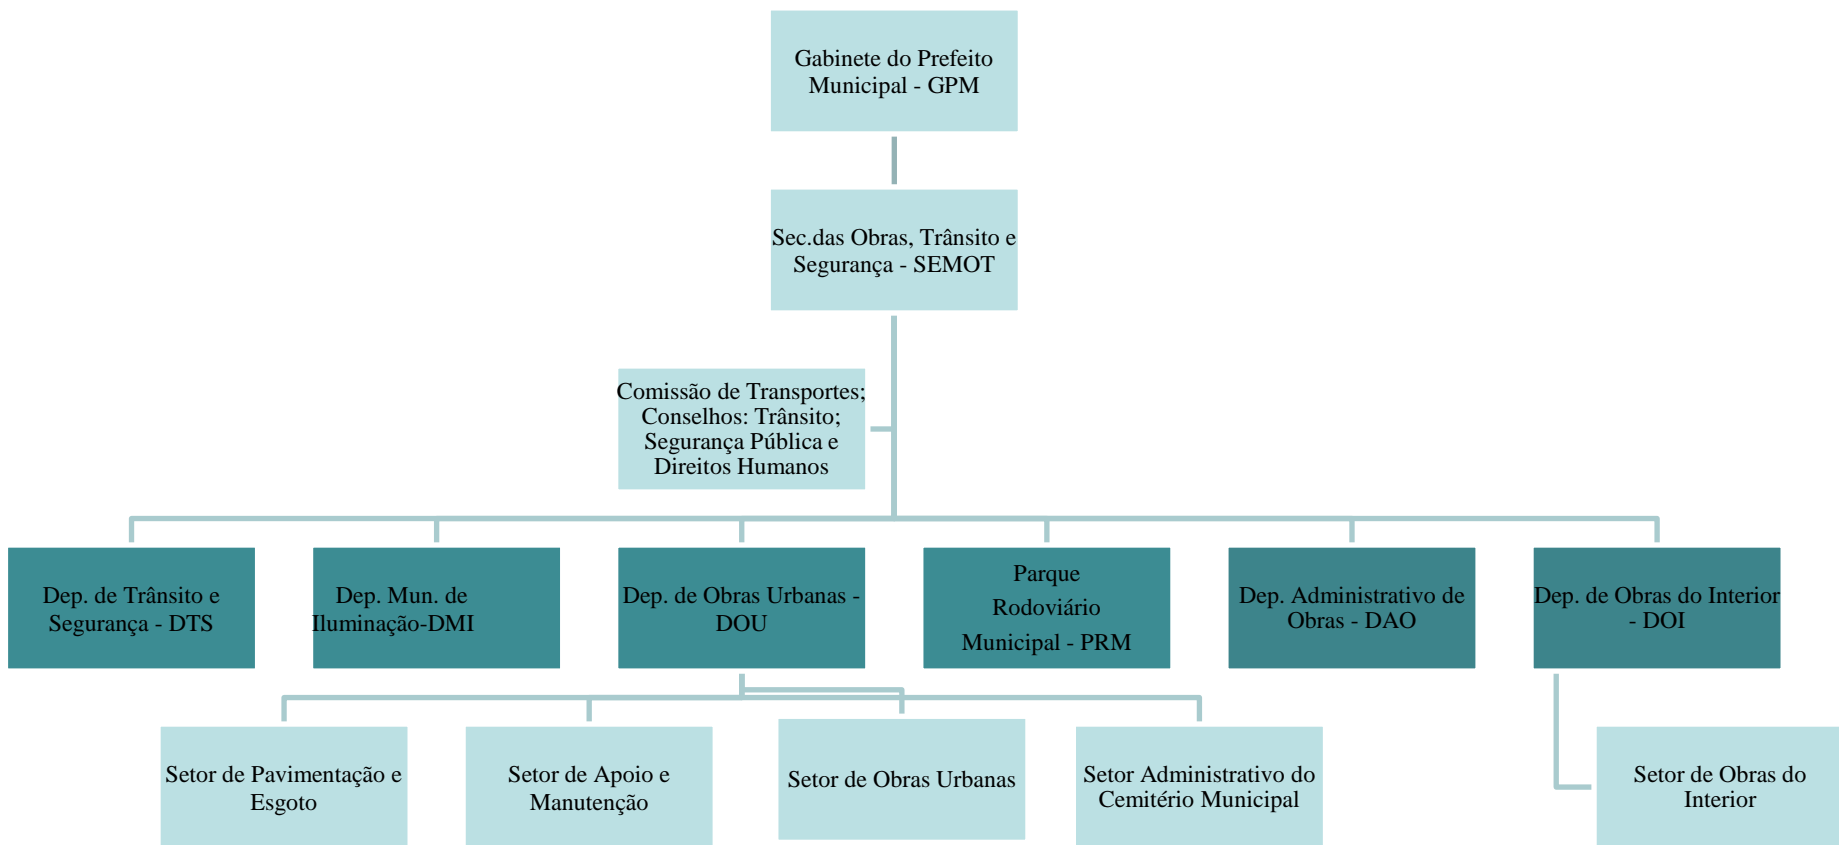 Gabinete do Prefeito
Municipal - GPM
Sec.das Obras, Trânsito e
Segurança - SEMOT
Comissão de Transportes;
Conselhos: Trânsito;
Segurança Pública e
Direitos Humanos
Dep. de Trânsito e
Segurança - DTS
Dep. Mun. de
Iluminação-DMI
Dep. de Obras Urbanas -
DOU
Parque
Rodoviário
Municipal - PRM
Dep. Administrativo de
Obras - DAO
Dep. de Obras do Interior
- DOI
Setor de Pavimentação e
Esgoto
Setor de Apoio e
Manutenção
Setor de Obras Urbanas
Setor Administrativo do
Cemitério Municipal
Setor de Obras do
Interior